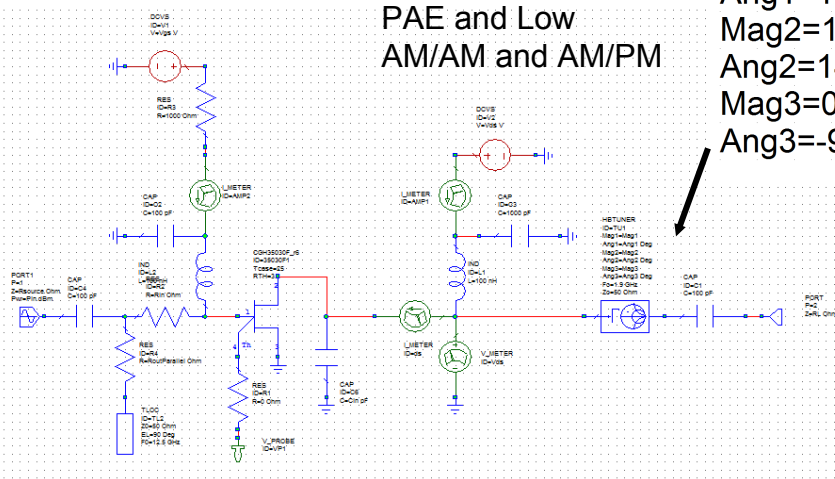 PAE and Low
AM/AM and AM/PM
Mag2=1
Mag3=0
Ang3=-9
DCVS
ID=V1
V=Vgs V
RES
ID=R3
R=1000 Ohm
I_METER
ID=AMP2
CAP
ID=C2
C=100 pF
IND
ID=L2
RES
ID=R2
R=Rin Ohm
PORT1
P=1
Z=Rsource Ohm
Pwr=Pin dBm
CAP
ID=C4
C=100 pF
RES
ID=R4
R=RoutParallel Ohm
TLOC
ID=TL2
Z0=50 Ohm
EL=90 Deg
F0=12.5 GHz
CGH35030F_r6
ID=35030F1
Tcase=25
1
2
3
4
Th
RES
ID=R1
R=0 Ohm
V_PROBE
ID=VP1
CAP
ID=C6
C=Cin pF
I_METER
ID=ds
V_METER
ID=Vds
DCVS
ID=V2
V=Vds V
I_METER
ID=AMP1
CAP
ID=C3
C=1000 pF
IND
ID=L1
L=100 nH
HBTUNER
ID=TU1
Mag1=Mag1
Ang1=Ang1 Deg
Mag2=Mag2
Ang2=Ang2 Deg
Mag3=Mag3
Ang3=Ang3 Deg
Fo=1.9 GHz
Zo=50 Ohm
CAP
ID=C1
C=100 pF
PORT
P=2
Z=RL Ohm